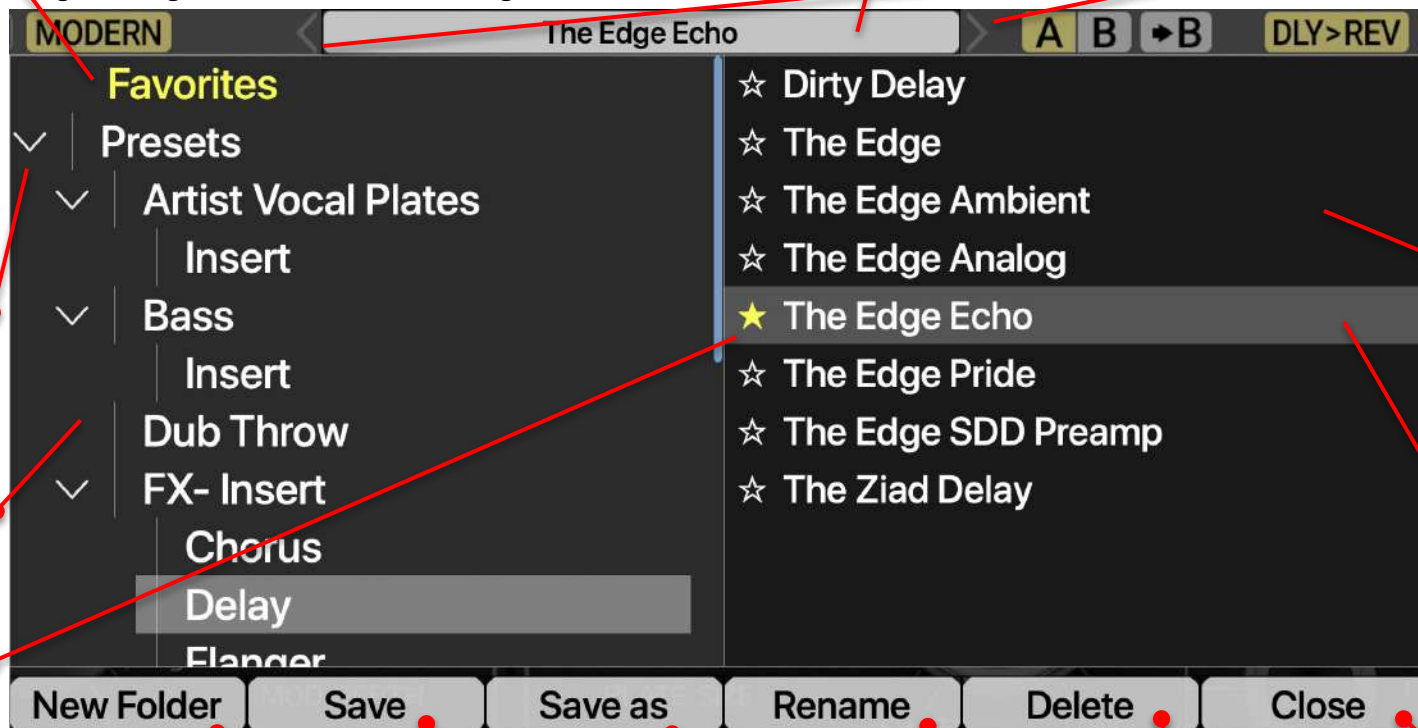 MODERN The Edge Echo A B →B DLY>REV
Favorites
Presets
Artist Vocal Plates
Insert
Bass
Insert
Dub Throw
FX- Insert
Chorus
Delay
Flanger
☆ Dirty Delay
☆ The Edge
☆ The Edge Ambient
☆ The Edge Analog
★ The Edge Echo
☆ The Edge Pride
☆ The Edge SDD Preamp
☆ The Ziad Delay
New Folder Save Save as Rename Delete Close